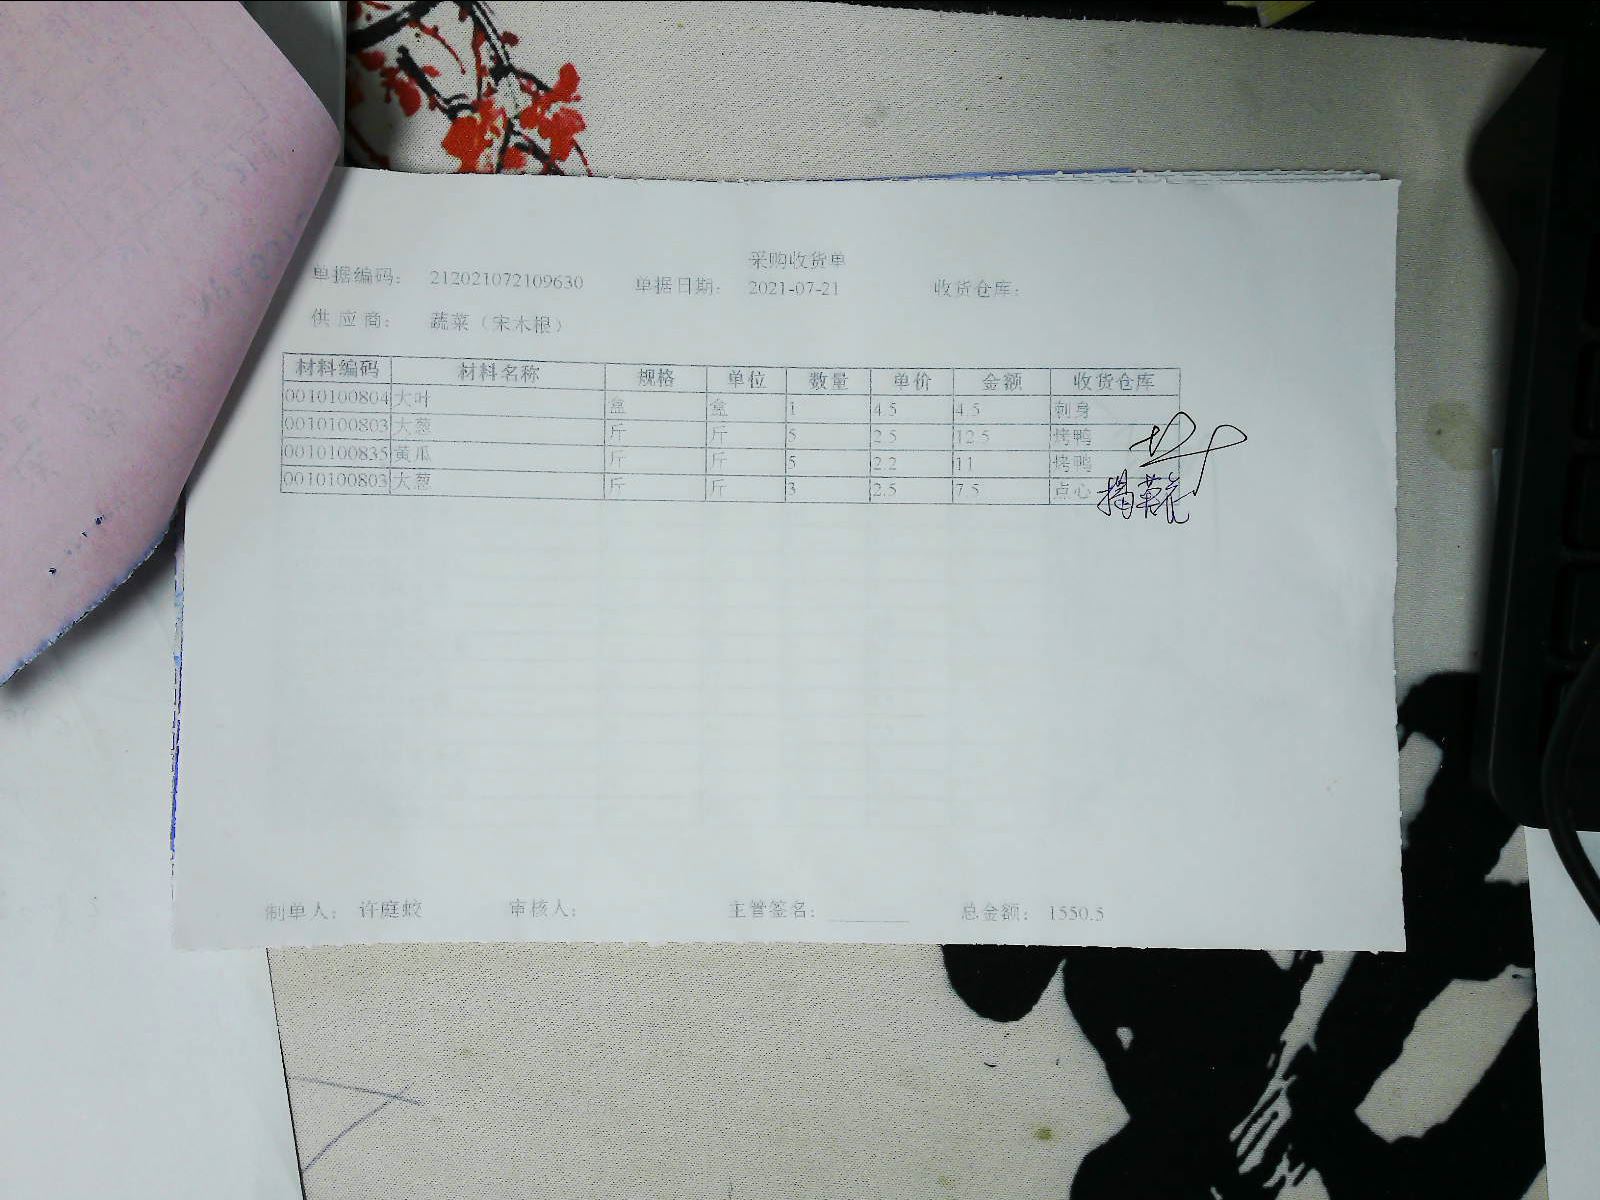 采购收货单
单据编码： 212021072109630 单据日期： 2021-07-21 收货仓库：
供应商： 蔬菜（宋木根）
材料编码 材料名称 规格 单位 数量 单价 金额 收货仓库
0010100804 大叶 盒 盒 1 4.5 4.5 刺身
0010100803 大葱 斤 斤 5 2.5 12.5 烤鸭
0010100835 黄瓜 斤 斤 5 2.2 11 烤鸭
0010100803 大葱 斤 斤 3 2.5 7.5 点心
制单人： 许庭蛟 审核人： 主管签名： 总金额： 1550.5